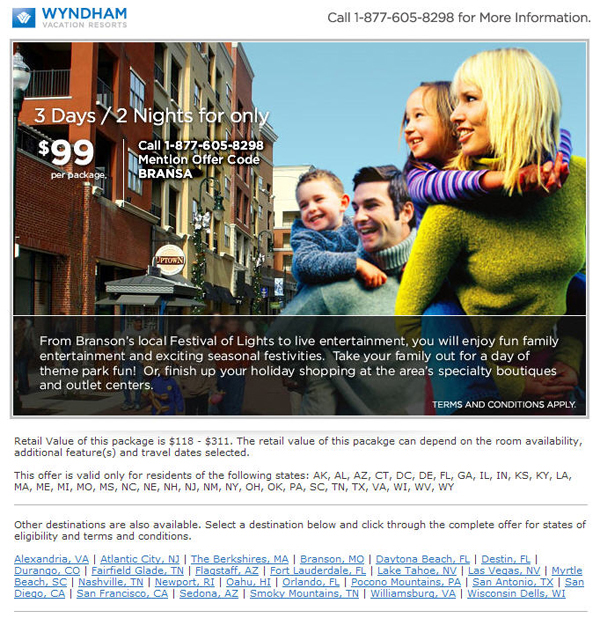 WYNDHAM
VACATION RESORTS
Call 1-877-605-8298 for More Information.
3 Days / 2 Nights for only
$99
per package.
Call 1-877-605-8298
Mention Offer Code
BRANSA
UPTOWN
From Branson's local Festival of Lights to live entertainment, you will enjoy fun family
entertainment and exciting seasonal festivities. Take your family out for a day of
theme park fun! Or, finish up your holiday shopping at the area's specialty boutiques
and outlet centers.
TERMS AND CONDITIONS APPLY.
Retail Value of this package is $118 - $311. The retail value of this pacakge can depend on the room availability,
additional feature(s) and travel dates selected.
This offer is valid only for residents of the following states: AK, AL, AZ, CT, DC, DE, FL, GA, IL, IN, KS, KY, LA,
MA, ME, MI, MO, MS, NC, NE, NH, NJ, NM, NY, OH, OK, PA, SC, TN, TX, VA, WI, WV, WY
Other destinations are also available. Select a destination below and click through the complete offer for states of
eligibility and terms and conditions.
Alexandria, VA | Atlantic City, NJ | The Berkshires, MA | Branson, MO | Daytona Beach, FL | Destin, FL |
Durango, CO | Fairfield Glade, TN | Flagstaff, AZ | Fort Lauderdale, FL | Lake Tahoe, NV | Las Vegas, NV | Myrtle
Beach, SC | Nashville, TN | Newport, RI | Oahu, HI | Orlando, FL | Pocono Mountains, PA | San Antonio, TX | San
Diego, CA | San Francisco, CA | Sedona, AZ | Smoky Mountains, TN | Williamsburg, VA | Wisconsin Dells, WI